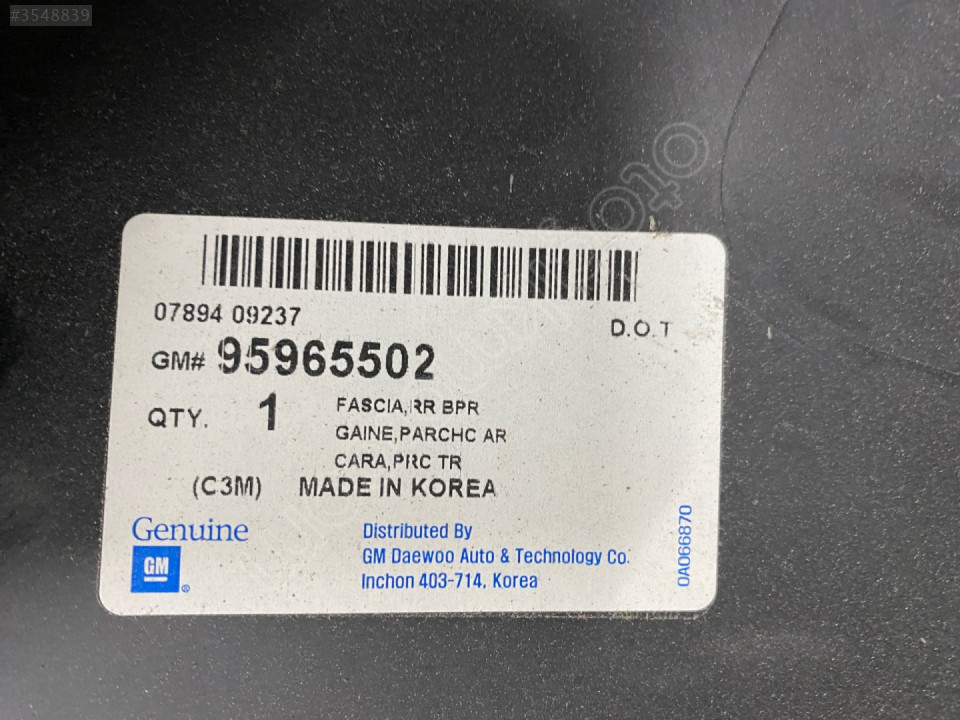 #3548839
07894 09237
D.O.T
GM# 95965502
QTY. 1
FASCIA,RR BPR
GAINE,PARCHC AR
CARA,PRC TR
(C3M) MADE IN KOREA
Genuine
GM
®
Distributed By
GM Daewoo Auto & Technology Co.
Inchon 403-714, Korea
0A066870